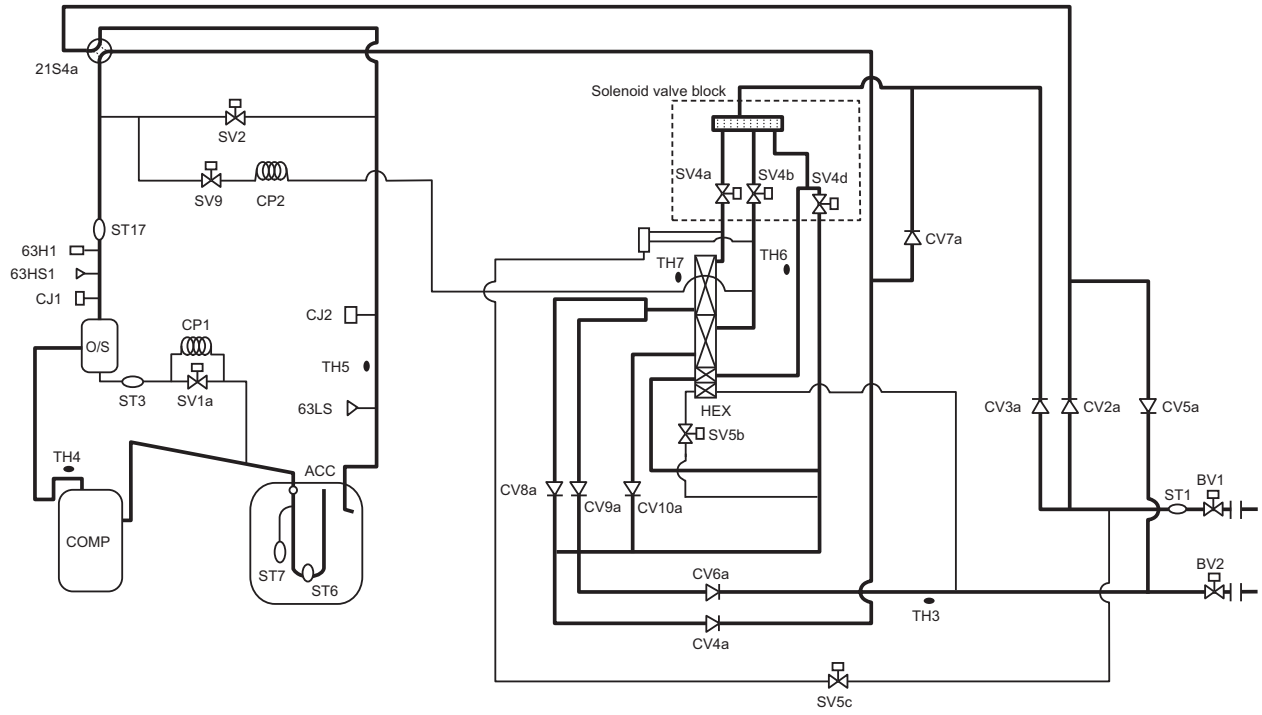 21S4a
Solenoid valve block
SV2
SV4a
SV4b
SV4d
SV9
CP2
ST17
CV7a
63H1
TH7
TH6
63HS1
CJ1
CJ2
CP1
O/S
TH5
ST3
SV1a
63LS
HEX
CV3a
CV2a
CV5a
SV5b
TH4
ACC
BV1
CV8a
CV9a
CV10a
ST1
COMP
ST7
ST6
CV6a
BV2
TH3
CV4a
SV5c